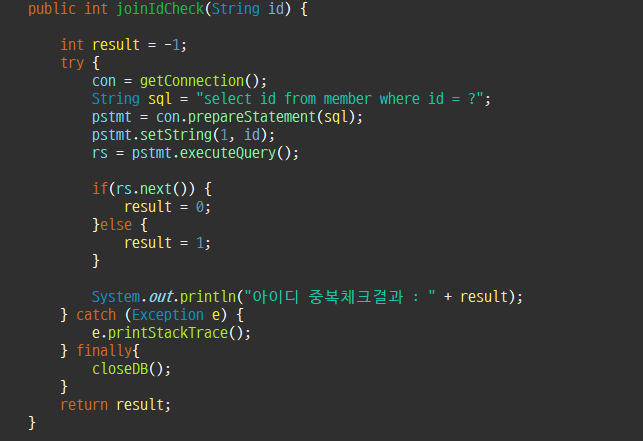 public int joinIdCheck(String id) {
int result = -1;
try {
con = getConnection();
String sql = "select id from member where id = ?";
pstmt = con.prepareStatement(sql);
pstmt.setString(1, id);
rs = pstmt.executeQuery();
if(rs.next()) {
result = 0;
}else {
result = 1;
}
System.out.println("아이디 중복체크결과 : " + result);
} catch (Exception e) {
e.printStackTrace();
} finally{
closeDB();
}
return result;
}